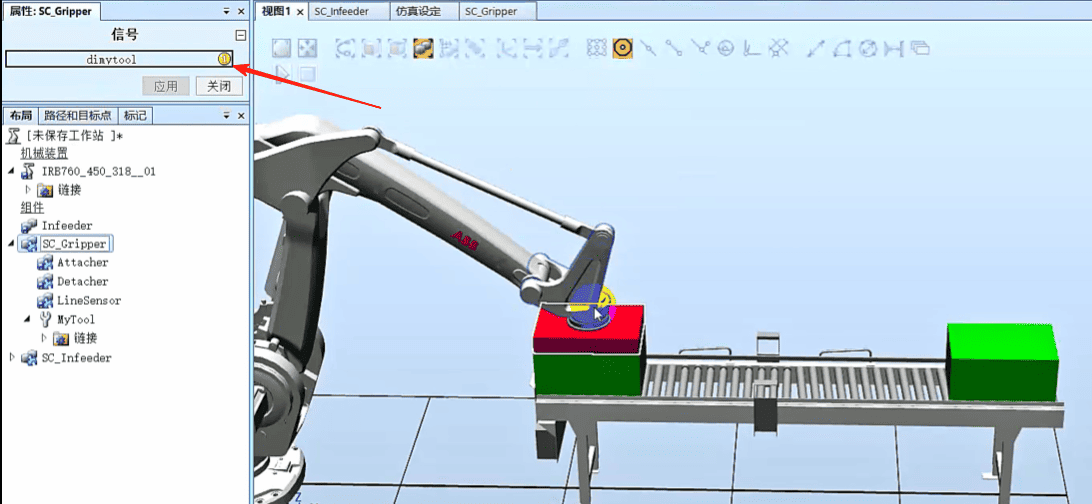 属性: SC_Gripper
信号
dimytool
1
应用 关闭
布局 路径和目标点 标记
[未保存工作站 ]*
机械装置
IRB760_450_318__01
链接
组件
Infeeder
SC_Gripper
Attacher
Detacher
LineSensor
MyTool
链接
SC_Infeeder
视图1 SC_Infeeder 仿真设定 SC_Gripper
ABB